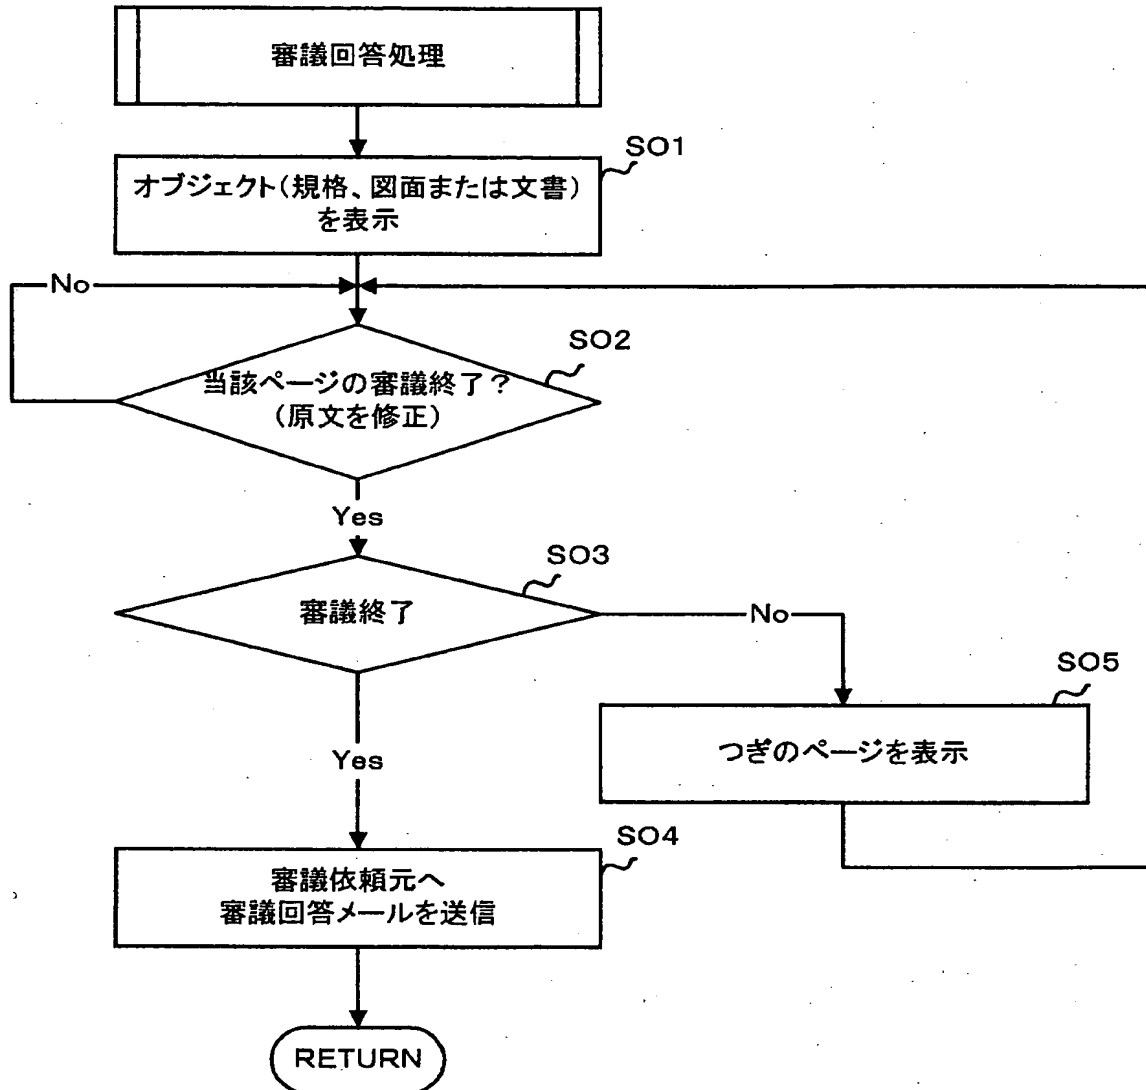 審議回答処理
SO1
オブジェクト(規格、図面または文書)
を表示
No
SO2
当該ページの審議終了？
(原文を修正)
Yes
SO3
審議終了
No
SO5
つぎのページを表示
Yes
SO4
審議依頼元へ
審議回答メールを送信
RETURN